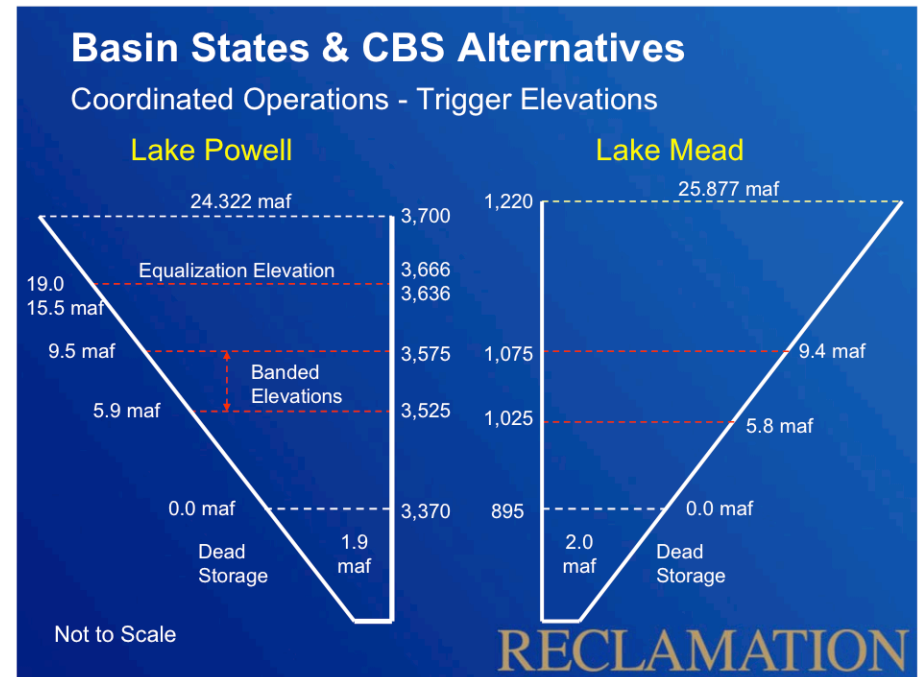 Basin States & CBS Alternatives
Coordinated Operations - Trigger Elevations
Lake Powell
24.322 maf
3,700
Equalization Elevation
3,666
19.0
3,636
15.5 maf
9.5 maf
3,575
Banded
Elevations
5.9 maf
3,525
0.0 maf
3,370
1.9
maf
Dead
Storage
Not to Scale
Lake Mead
1,220
25.877 maf
1,075
9.4 maf
1,025
5.8 maf
895
0.0 maf
2.0
maf
Dead
Storage
RECLAMATION